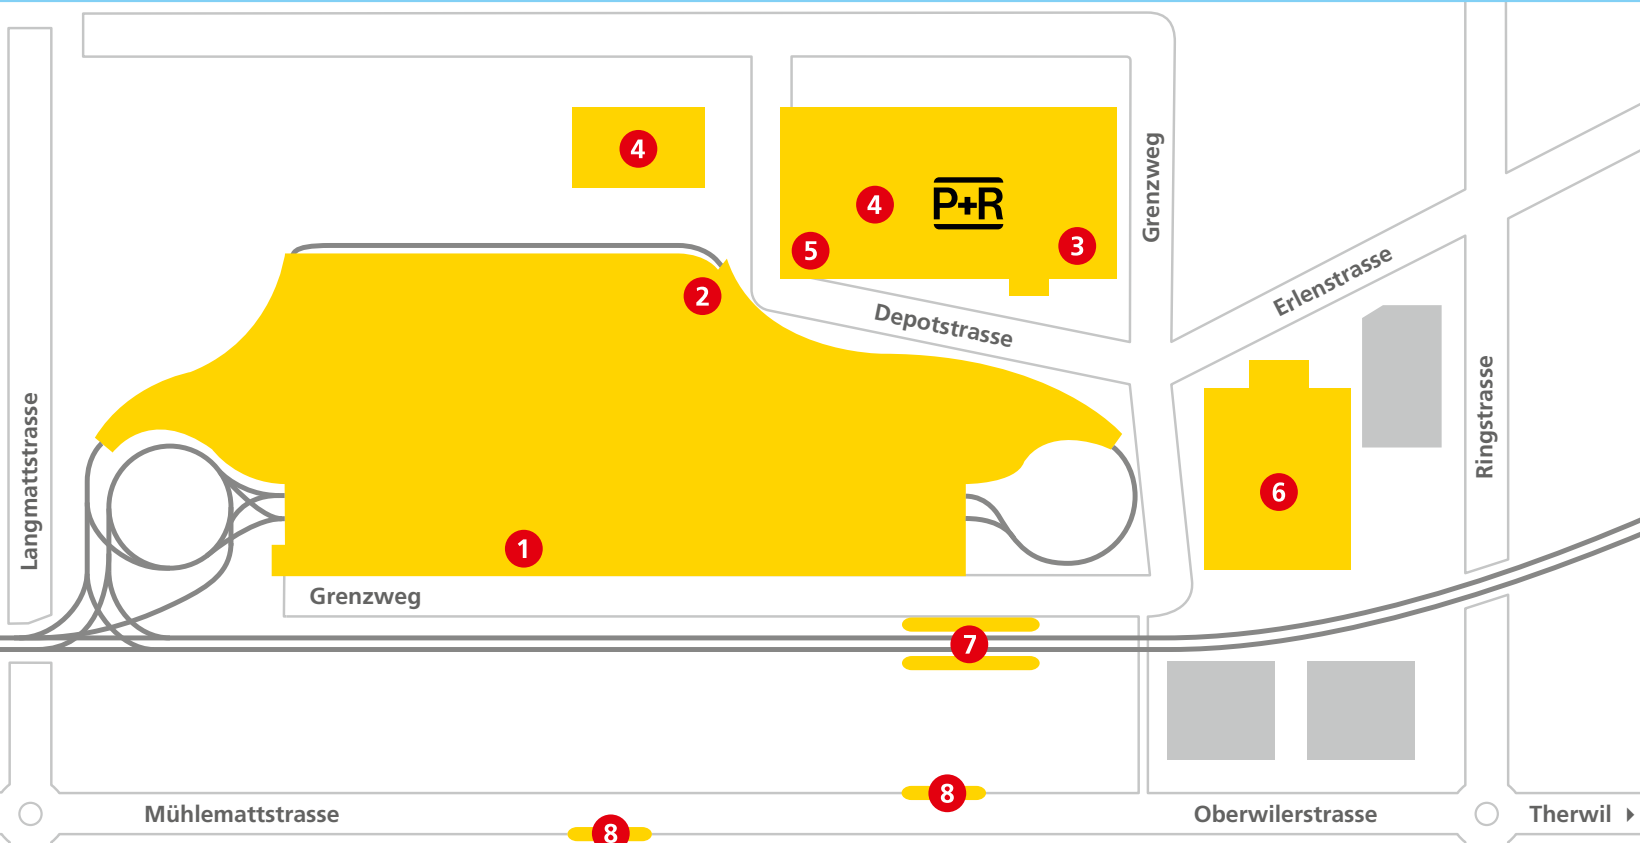 4
4
P+R
5
3
Grenzweg
2
Depotstrasse
Erlenstrasse
Langmattstrasse
Ringstrasse
6
1
Grenzweg
7
8
Mühlemattstrasse
8
Oberwilerstrasse
Therwil